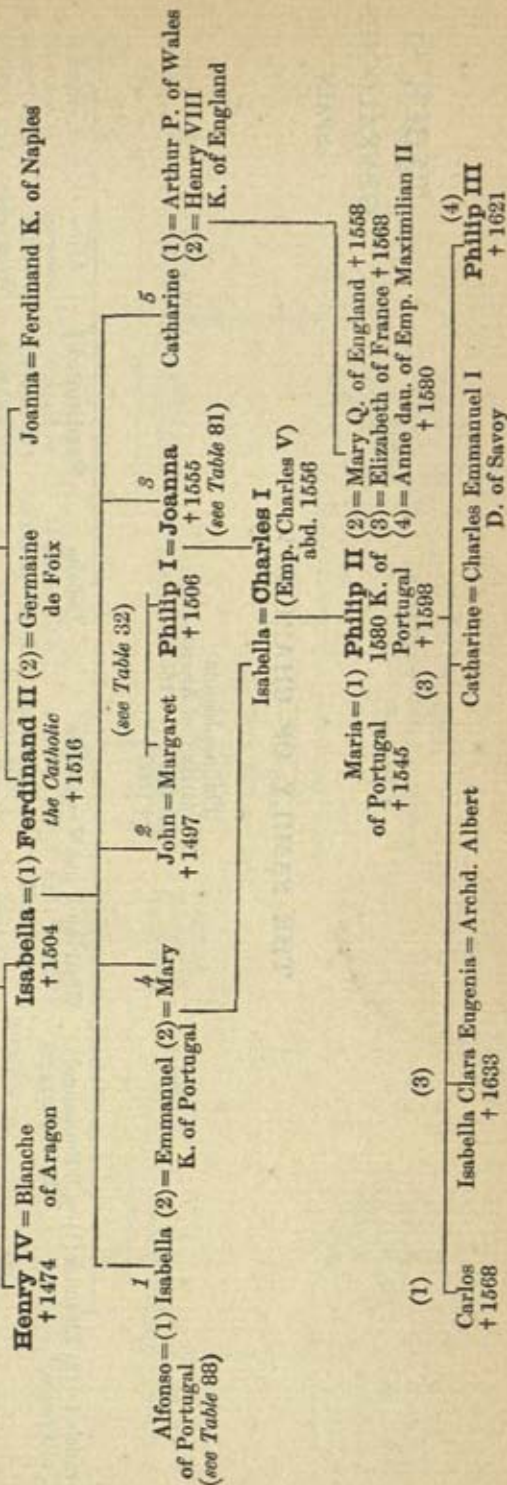 Henry IV = Blanche
† 1474 of Aragon
Isabella = (1) Ferdinand II (2) = Germaine
† 1504 the Catholic de Foix
† 1516
Joanna = Ferdinand K. of Naples
1
Alfonso = (1) Isabella (2) = Emmanuel (2) = Mary
of Portugal K. of Portugal
(see Table 88)
4
2
John = Margaret
† 1497
(see Table 32)
Philip I = Joanna
† 1506 † 1555
(see Table 81)
3
5
Catharine (1) = Arthur P. of Wales
(2) = Henry VIII
K. of England
Isabella = Charles I
(Emp. Charles V)
abd. 1556
Maria = (1) Philip II (2) = Mary Q. of England † 1558
of Portugal 1580 K. of (3) = Elizabeth of France † 1568
† 1545 Portugal (4) = Anne dau. of Emp. Maximilian II
† 1598 † 1580
(1) (3) (3) (4)
Carlos Isabella Clara Eugenia = Archd. Albert Catharine = Charles Emmanuel I Philip III
† 1568 † 1633 D. of Savoy † 1621